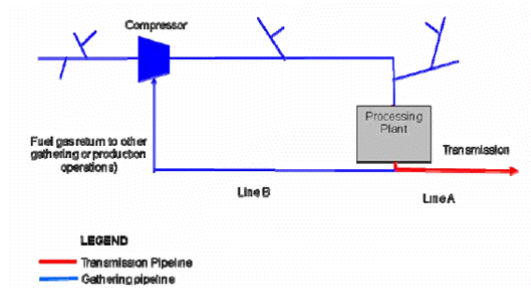 Compressor
Processing
Plant
Transmission
Fuel gas return to other
gathering or production
operations)
Line B
Line A
LEGEND
Transmission Pipeline
Gathering pipeline